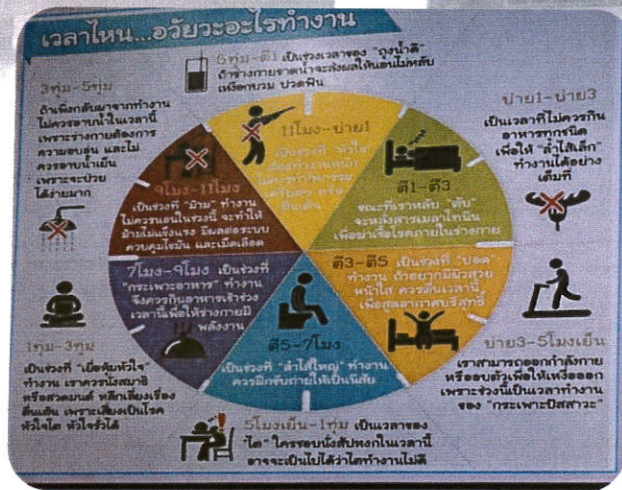 เวลาไหน...อวัยวะอะไรทำงาน
5ทุ่ม-ตี1 เป็นช่วงเวลาของ "ถุงน้ำดี"
ถ้าร่างกายขาดน้ำจะส่งผลให้นอนไม่หลับ
เหงือกบวม ปวดฟัน
3ทุ่ม-5ทุ่ม
ถ้าเพิ่งกลับมาจากทำงาน
ไม่ควรอาบน้ำในเวลานี้
เพราะร่างกายต้องการ
ความอบอุ่น และไม่
ควรอาบน้ำเย็น
เพราะจะป่วย
ได้ง่ายมาก
บ่าย1-บ่าย3
เป็นเวลาที่ไม่ควรกิน
อาหารทุกชนิด
เพื่อให้ "ลำไส้เล็ก"
ทำงานได้อย่าง
เต็มที่
11โมง-บ่าย1
เป็นช่วงที่ "หัวใจ"
ต้องทำงานหนัก
ตื่นเต้น
9โมง-11โมง
เป็นช่วงที่ "ม้าม" ทำงาน
ไม่ควรนอนในช่วงนี้ จะทำให้
ม้ามไม่แข็งแรง มีผลต่อระบบ
ควบคุมไขมัน และเม็ดเลือด
ตี1-ตี3
ขณะที่เราหลับ "ตับ"
จะหลั่งสารเมลาโทนิน
เพื่อฆ่าเชื้อโรคภายในร่างกาย
7โมง-9โมง เป็นช่วงที่
"กระเพาะอาหาร" ทำงาน
จึงควรกินอาหารเช้าช่วง
เวลานี้เพื่อให้ร่างกายมี
พลังงาน
ตี3-ตี5 เป็นช่วงที่ "ปอด"
ทำงาน ถ้าอยากมีผิวสวย
หน้าใส ควรตื่นเวลานี้
เพื่อสูดอากาศบริสุทธิ์
ตี5-7โมง
เป็นช่วงที่ "ลำไส้ใหญ่" ทำงาน
ควรฝึกขับถ่ายให้เป็นนิสัย
1ทุ่ม-3ทุ่ม
เป็นช่วงที่ "เยื่อหุ้มหัวใจ"
ทำงาน เราควรนั่งสมาธิ
หรือสวดมนต์ หลีกเลี่ยงเรื่อง
ตื่นเต้น เพราะเสี่ยงเป็นโรค
หัวใจโต หัวใจรั่วได้
บ่าย3-5โมงเย็น
เราสามารถออกกำลังกาย
หรืออบตัวเพื่อให้เหงื่อออก
เพราะช่วงนี้เป็นเวลาทำงาน
ของ "กระเพาะปัสสาวะ"
5โมงเย็น-1ทุ่ม เป็นเวลาของ
"ไต" ใครชอบนั่งสัปหงกในเวลานี้
อาจจะเป็นไปได้ว่าไตทำงานไม่ดี